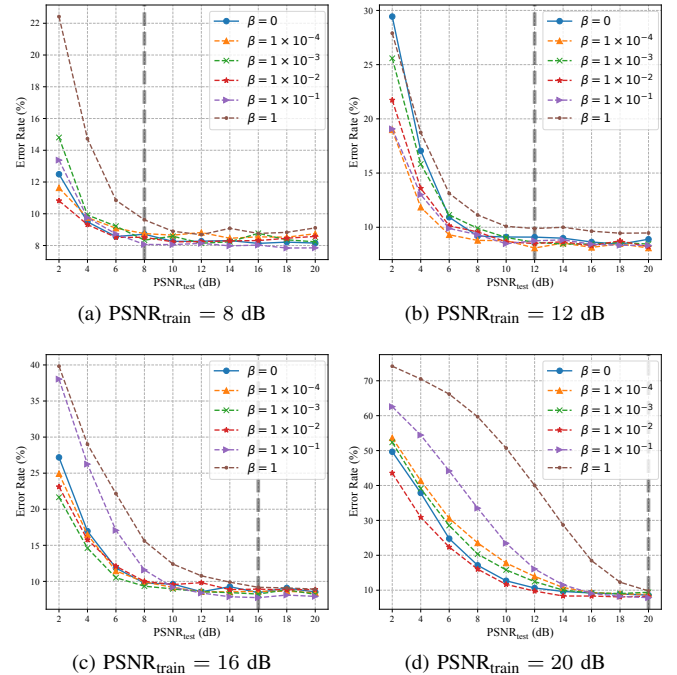 22
20
18
16
14
12
10
8
Error Rate (%)
β = 0
β = 1 × 10⁻⁴
β = 1 × 10⁻³
β = 1 × 10⁻²
β = 1 × 10⁻¹
β = 1
2 4 6 8 10 12 14 16 18 20
PSNR_test (dB)
(a) PSNR_train = 8 dB
30
25
20
15
10
Error Rate (%)
β = 0
β = 1 × 10⁻⁴
β = 1 × 10⁻³
β = 1 × 10⁻²
β = 1 × 10⁻¹
β = 1
2 4 6 8 10 12 14 16 18 20
PSNR_test (dB)
(b) PSNR_train = 12 dB
40
35
30
25
20
15
10
Error Rate (%)
β = 0
β = 1 × 10⁻⁴
β = 1 × 10⁻³
β = 1 × 10⁻²
β = 1 × 10⁻¹
β = 1
2 4 6 8 10 12 14 16 18 20
PSNR_test (dB)
(c) PSNR_train = 16 dB
70
60
50
40
30
20
10
Error Rate (%)
β = 0
β = 1 × 10⁻⁴
β = 1 × 10⁻³
β = 1 × 10⁻²
β = 1 × 10⁻¹
β = 1
2 4 6 8 10 12 14 16 18 20
PSNR_test (dB)
(d) PSNR_train = 20 dB